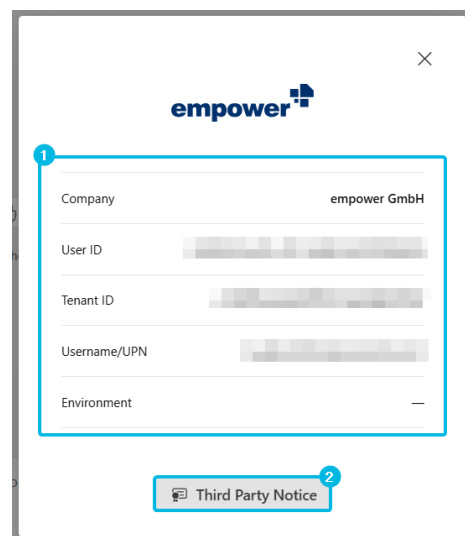 empower
1
Company empower GmbH
User ID
Tenant ID
Username/UPN
Environment —
2
Third Party Notice